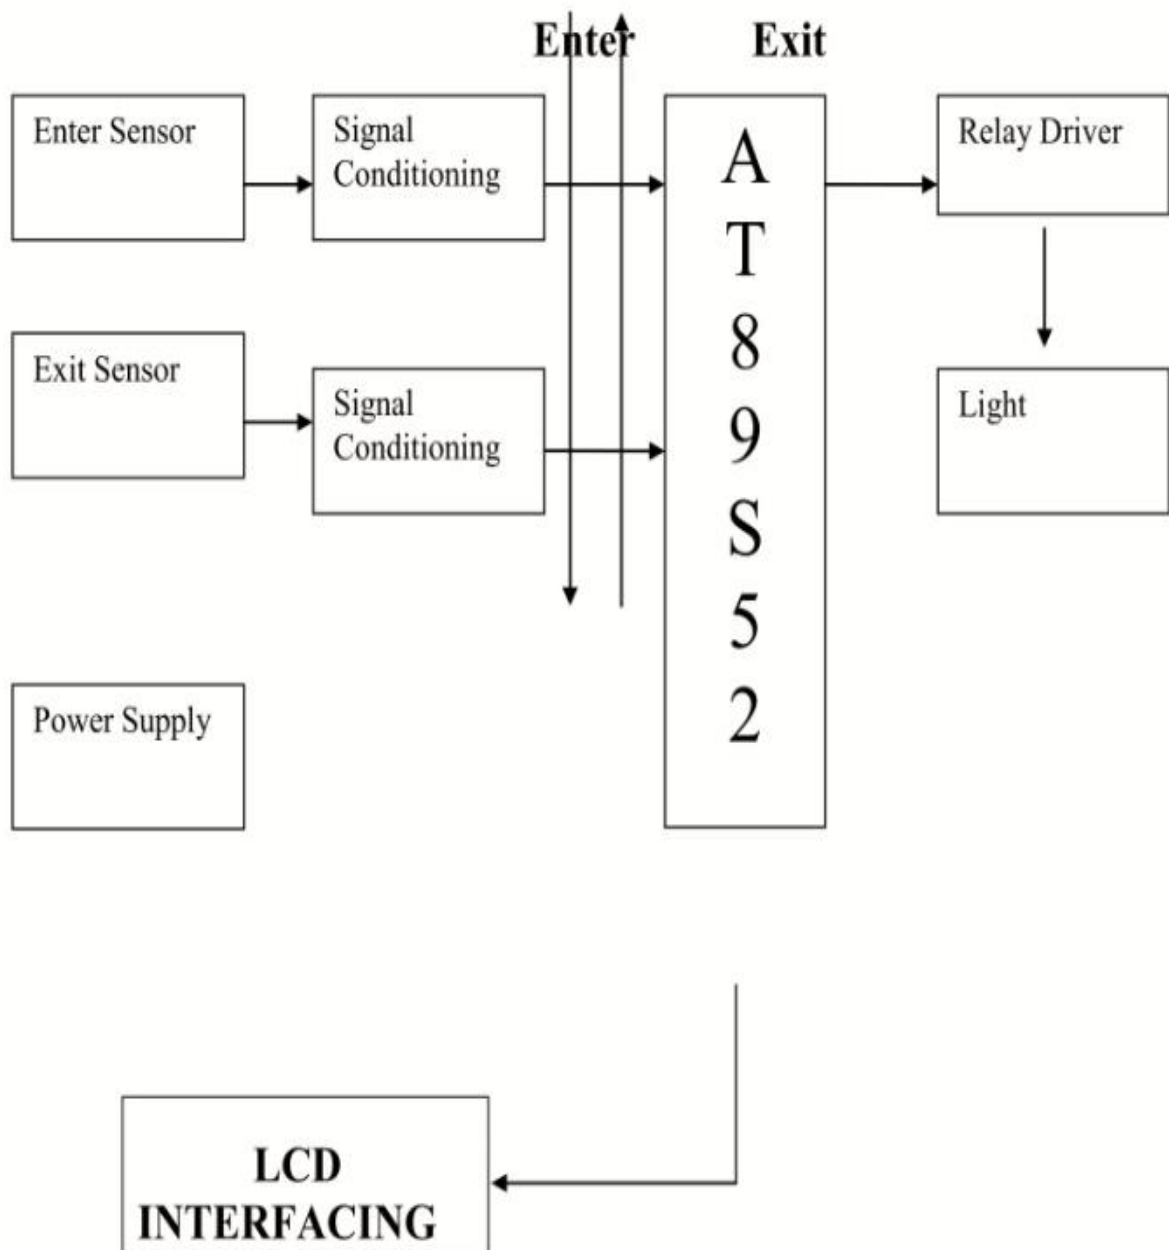 Enter Exit
Enter Sensor
Signal
Conditioning
A
T
8
9
S
5
2
Relay Driver
Exit Sensor
Signal
Conditioning
Light
Power Supply
LCD
INTERFACING